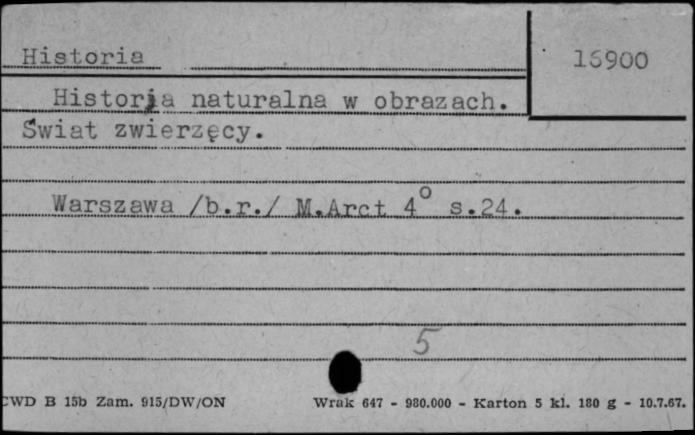 Historia
16900
Historja naturalna w obrazach.
Świat zwierzęcy.
Warszawa /b.r./ M.Arct 4° s.24.
5
CWD B 15b Zam. 915/DW/ON
Wrak 647 - 980.000 - Karton 5 kl. 180 g - 10.7.67.